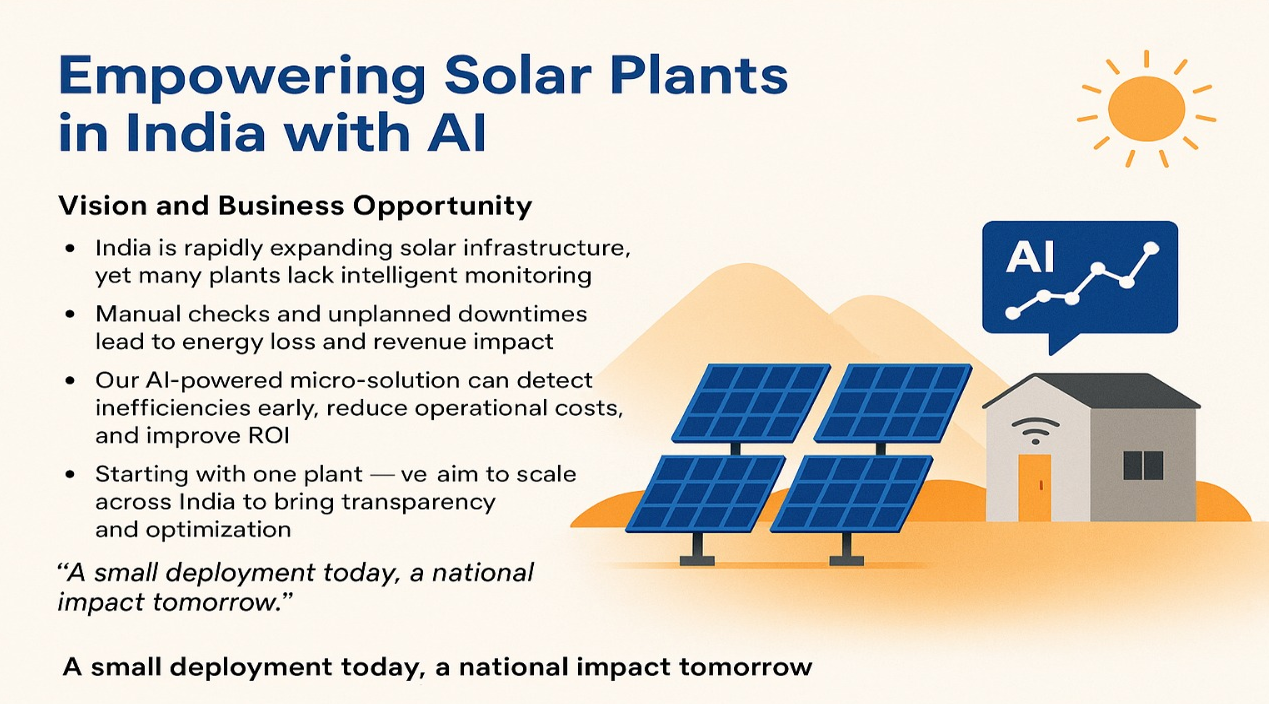 Empowering Solar Plants
in India with AI
Vision and Business Opportunity
• India is rapidly expanding solar infrastructure,
yet many plants lack intelligent monitoring
• Manual checks and unplanned downtimes
lead to energy loss and revenue impact
• Our AI-powered micro-solution can detect
inefficiencies early, reduce operational costs,
and improve ROI
• Starting with one plant — ve aim to scale
across India to bring transparency
and optimization
“A small deployment today, a national
impact tomorrow.”
A small deployment today, a national impact tomorrow
AI